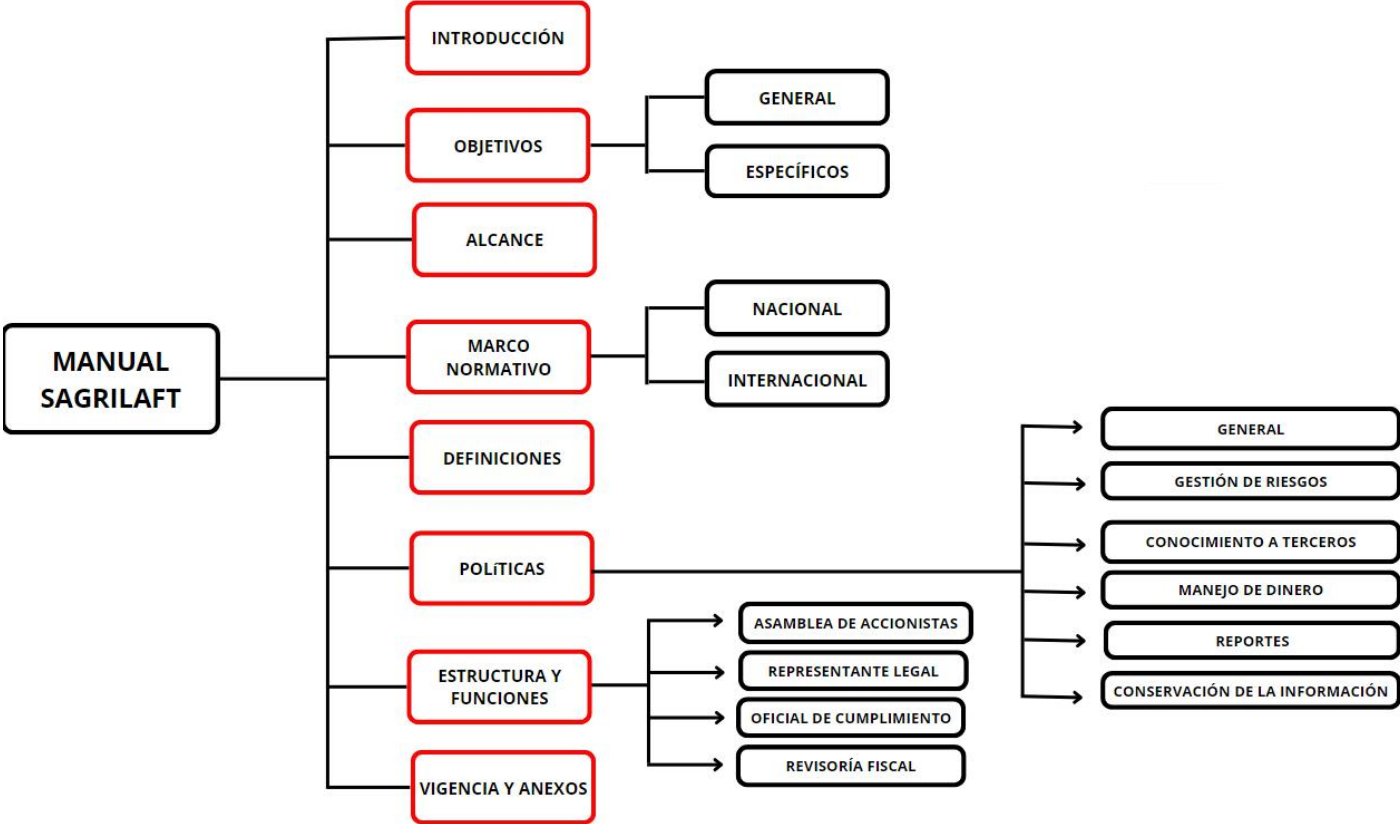 MANUAL
SAGRILAFT
INTRODUCCIÓN
OBJETIVOS
GENERAL
ESPECÍFICOS
ALCANCE
MARCO
NORMATIVO
NACIONAL
INTERNACIONAL
DEFINICIONES
POLíTICAS
GENERAL
GESTIÓN DE RIESGOS
CONOCIMIENTO A TERCEROS
MANEJO DE DINERO
REPORTES
CONSERVACIÓN DE LA INFORMACIÓN
ESTRUCTURA Y
FUNCIONES
ASAMBLEA DE ACCIONISTAS
REPRESENTANTE LEGAL
OFICIAL DE CUMPLIMIENTO
REVISORÍA FISCAL
VIGENCIA Y ANEXOS